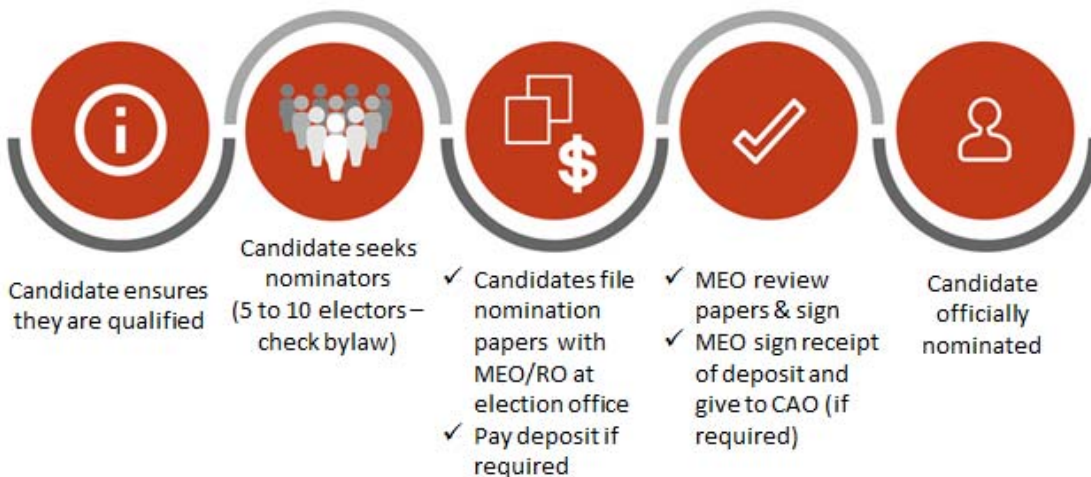 i
$
Candidate ensures
they are qualified
Candidate seeks
nominators
(5 to 10 electors –
check bylaw)
✓ Candidates file
nomination
papers with
MEO/RO at
election office
✓ Pay deposit if
required
✓ MEO review
papers & sign
✓ MEO sign receipt
of deposit and
give to CAO (if
required)
Candidate
officially
nominated